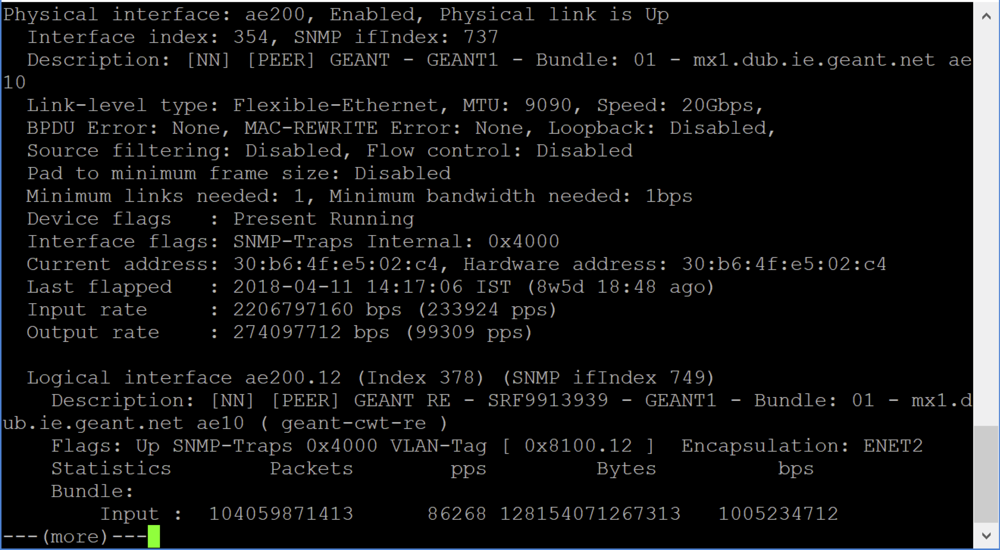 Physical interface: ae200, Enabled, Physical link is Up
  Interface index: 354, SNMP ifIndex: 737
  Description: [NN] [PEER] GEANT - GEANT1 - Bundle: 01 - mx1.dub.ie.geant.net ae
10
  Link-level type: Flexible-Ethernet, MTU: 9090, Speed: 20Gbps,
  BPDU Error: None, MAC-REWRITE Error: None, Loopback: Disabled,
  Source filtering: Disabled, Flow control: Disabled
  Pad to minimum frame size: Disabled
  Minimum links needed: 1, Minimum bandwidth needed: 1bps
  Device flags   : Present Running
  Interface flags: SNMP-Traps Internal: 0x4000
  Current address: 30:b6:4f:e5:02:c4, Hardware address: 30:b6:4f:e5:02:c4
  Last flapped   : 2018-04-11 14:17:06 IST (8w5d 18:48 ago)
  Input rate     : 2206797160 bps (233924 pps)
  Output rate    : 274097712 bps (99309 pps)

  Logical interface ae200.12 (Index 378) (SNMP ifIndex 749)
    Description: [NN] [PEER] GEANT RE - SRF9913939 - GEANT1 - Bundle: 01 - mx1.d
ub.ie.geant.net ae10 ( geant-cwt-re )
    Flags: Up SNMP-Traps 0x4000 VLAN-Tag [ 0x8100.12 ]  Encapsulation: ENET2
    Statistics        Packets        pps         Bytes          bps
    Bundle:
        Input :  104059871413      86268 128154071267313   1005234712
---(more)---